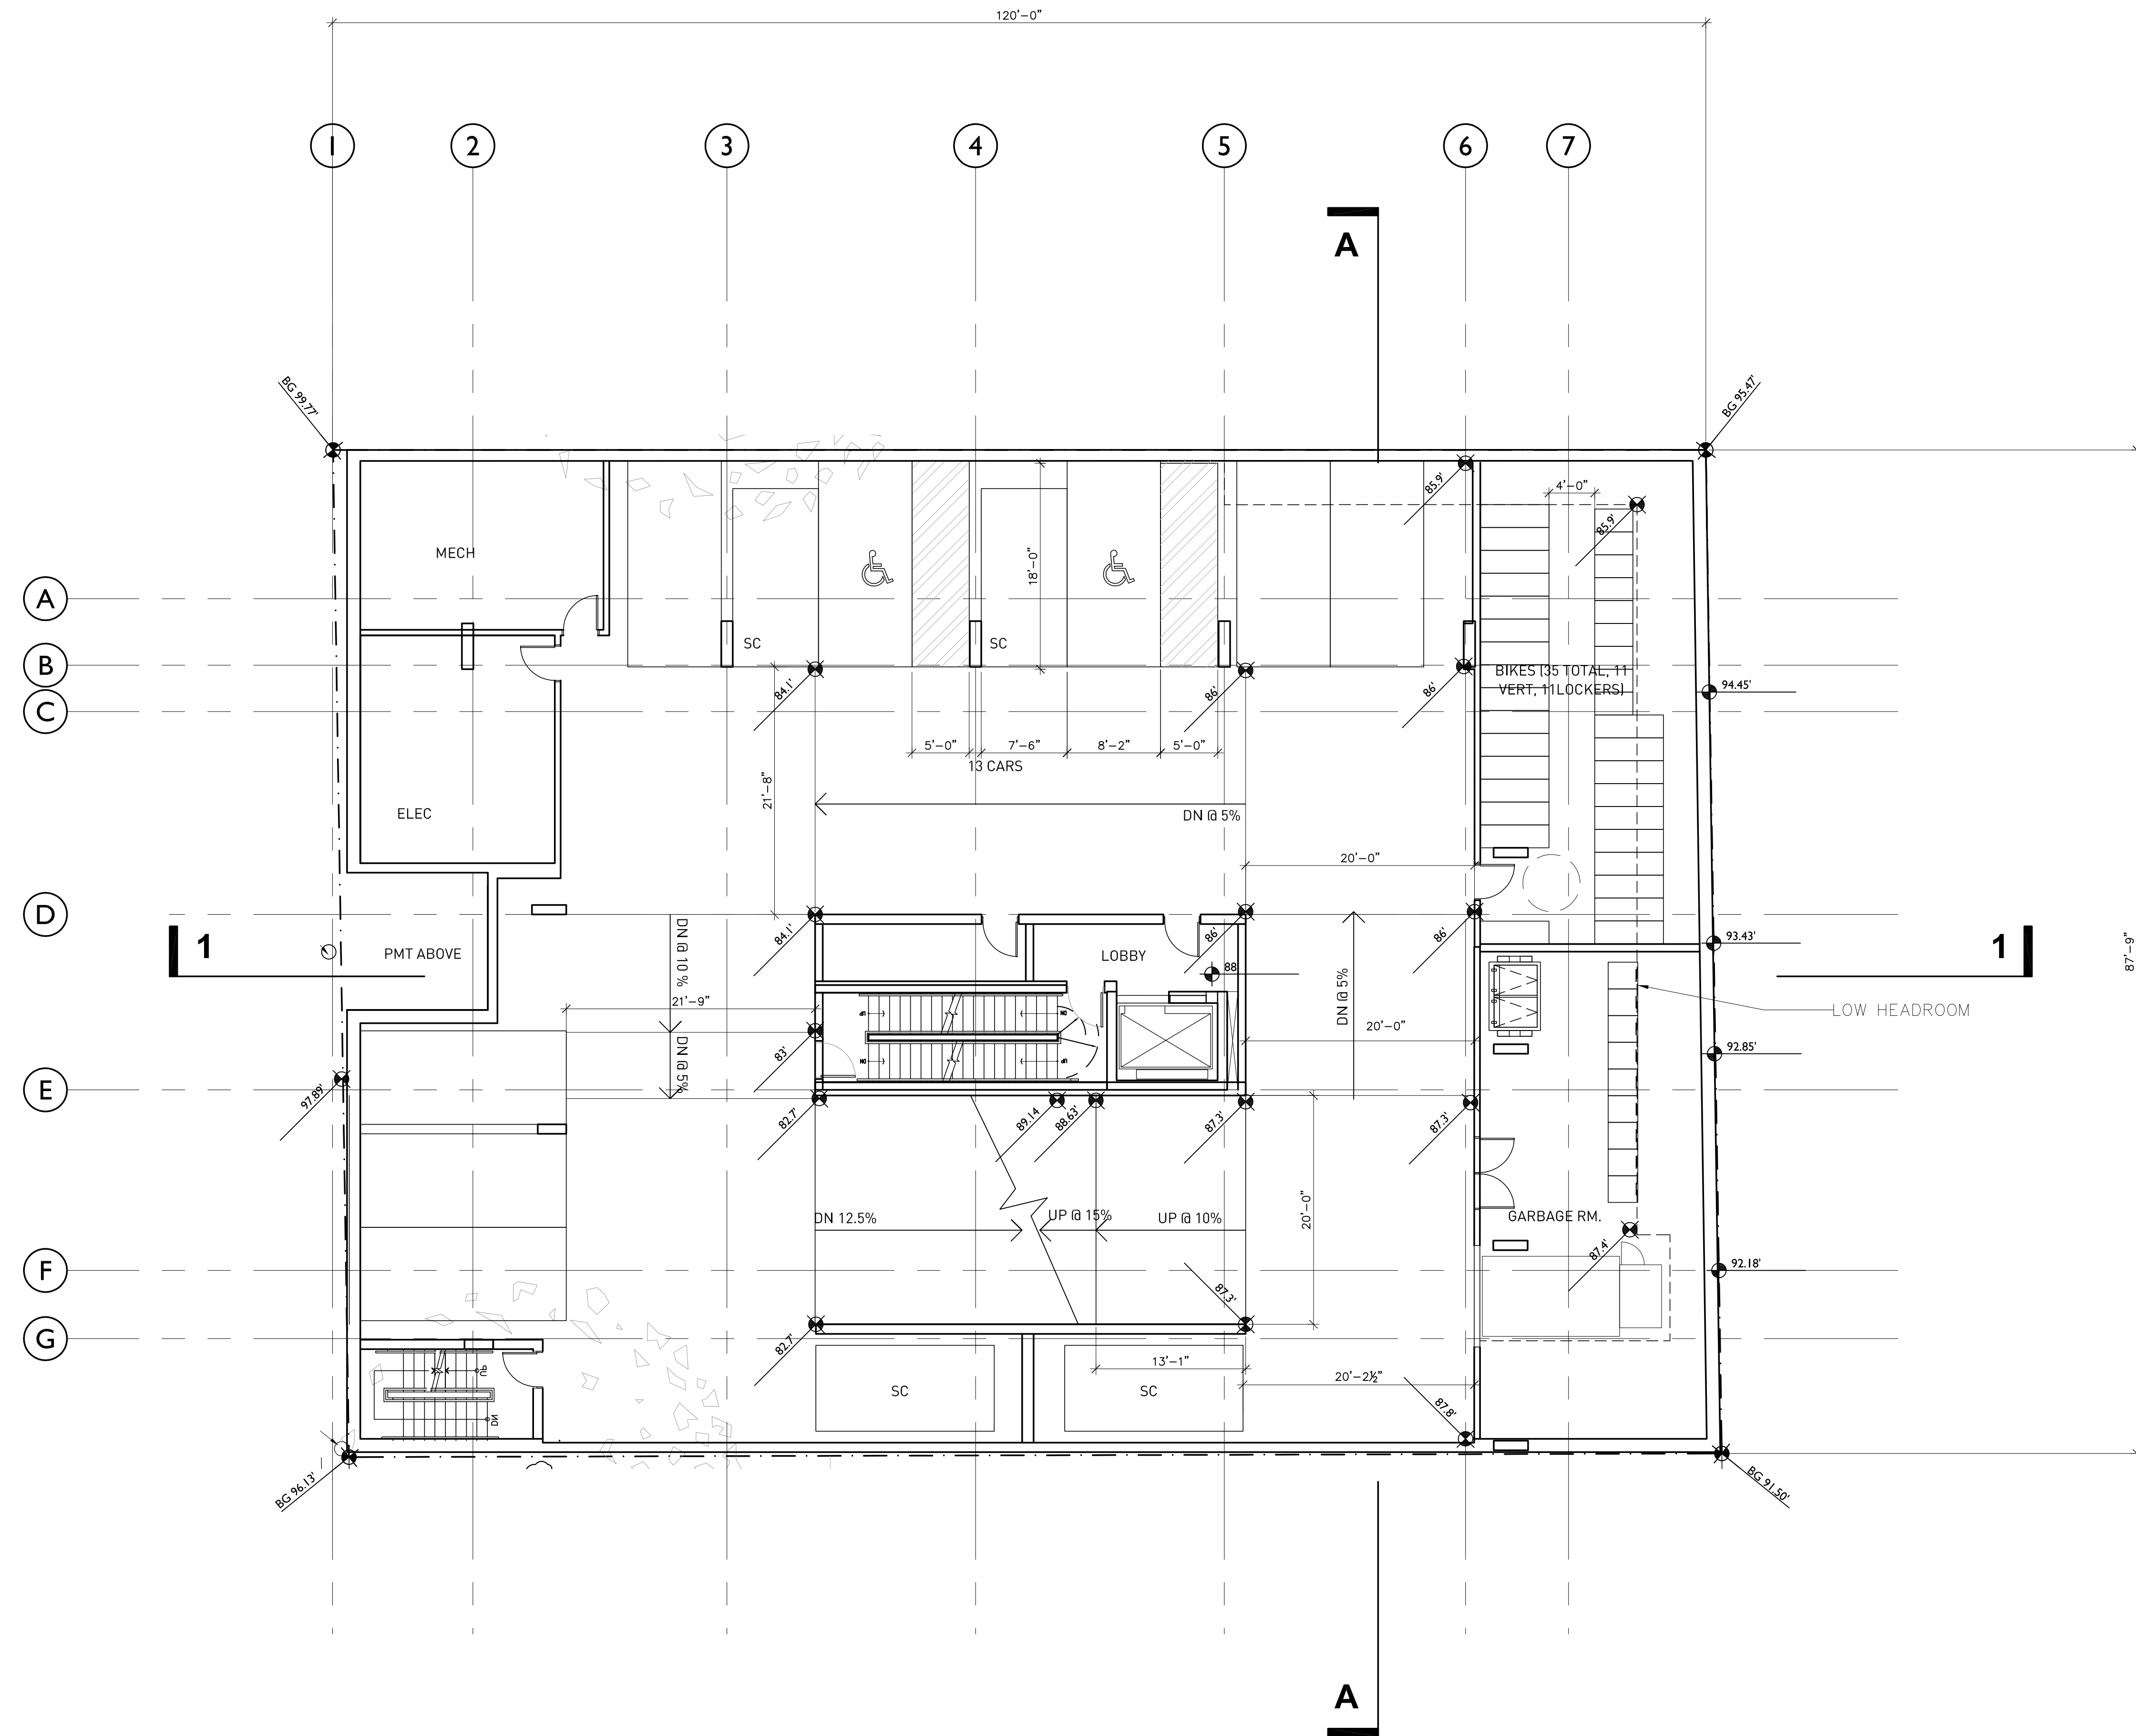 120'-0"
1
2
3
4
5
6
7
A
BG 99.77'
BG 95.47'
85.9'
4'-0"
85.9'
MECH
18'-0"
A
SC
SC
B
BIKES (35 TOTAL, 11
VERT, 11LOCKERS)
84.1'
86'
86'
94.45'
C
5'-0"
7'-6"
8'-2"
5'-0"
13 CARS
21'-8"
ELEC
DN @ 5%
20'-0"
D
84.1'
86'
86'
93.43'
1
PMT ABOVE
DN @ 10 %
LOBBY
88'
1
87'-9"
DN @ 5%
21'-9"
UP
DN
20'-0"
LOW HEADROOM
83'
DN @ 5%
DN
UP
92.85'
E
97.89'
82.7'
89.14
88.63'
87.3'
87.3'
20'-0"
DN 12.5%
UP @ 15%
UP @ 10%
GARBAGE RM.
87.4'
F
92.18'
87.3'
G
82.7'
UP
13'-1"
20'-2½"
SC
SC
DN
87.8'
BG 96.13'
BG 91.50'
A